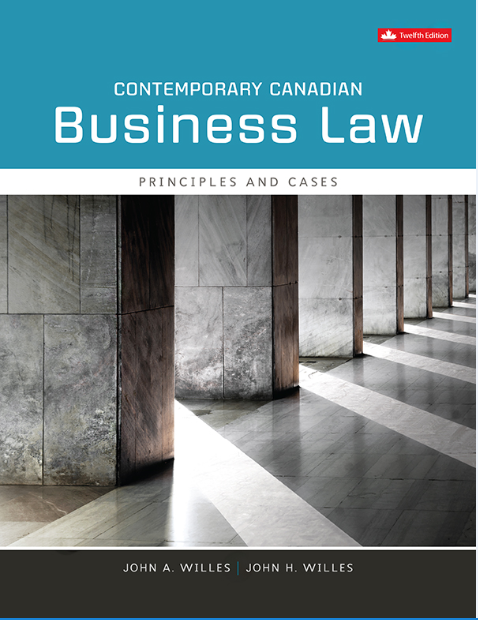 Twelfth Edition
CONTEMPORARY CANADIAN
Business Law
PRINCIPLES AND CASES
JOHN A. WILLES | JOHN H. WILLES